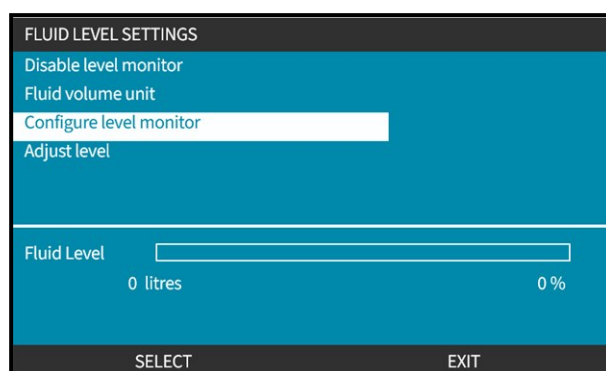 FLUID LEVEL SETTINGS
Disable level monitor
Fluid volume unit
Configure level monitor
Adjust level
Fluid Level
0 litres 0 %
SELECT EXIT